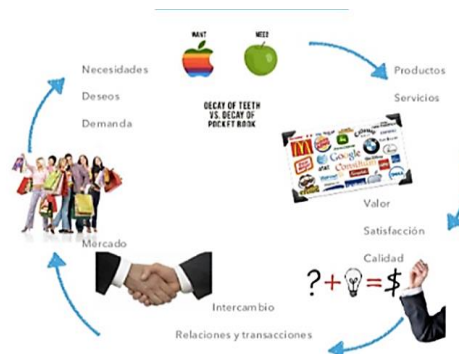 WANT
NEED
DECAY OF TEETH
VS. DECAY OF
POCKET BOOK
Necesidades
Deseos
Demanda
Productos
Servicios
Google
Valor
Satisfacción
Calidad
?+=$
Intercambio
Relaciones y transacciones
Mercado